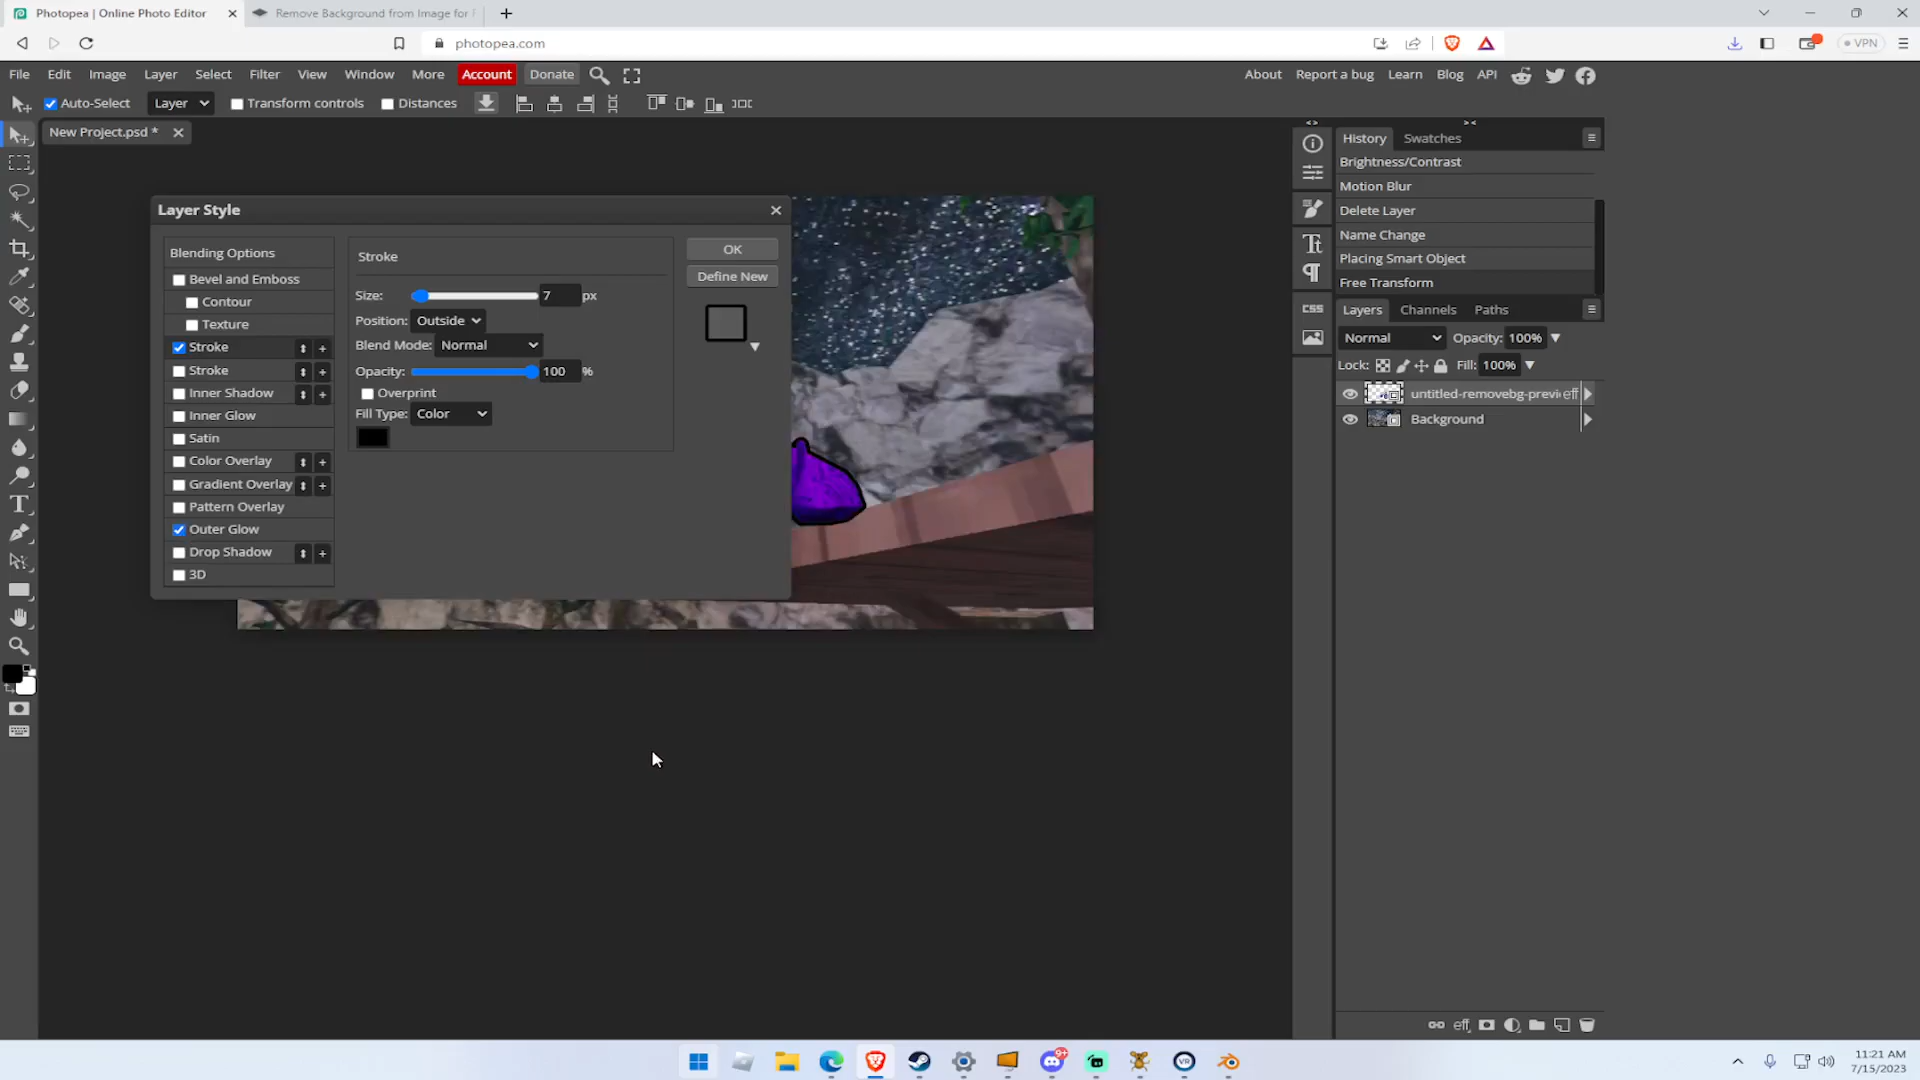 Photopea | Online Photo Editor
Remove Background from Image for F
photopea.com
VPN
File Edit Image Layer Select Filter View Window More Account Donate
About Report a bug Learn Blog API
Auto-Select Layer Transform controls Distances
New Project.psd *
Layer Style
Blending Options
Bevel and Emboss
Contour
Texture
Stroke
Stroke
Inner Shadow
Inner Glow
Satin
Color Overlay
Gradient Overlay
Pattern Overlay
Outer Glow
Drop Shadow
3D
Stroke
Size: 7 px
Position: Outside
Blend Mode: Normal
Opacity: 100 %
Overprint
Fill Type: Color
OK
Define New
CSS
History Swatches
Brightness/Contrast
Motion Blur
Delete Layer
Name Change
Placing Smart Object
Free Transform
Layers Channels Paths
Normal Opacity: 100%
Lock: Fill: 100%
untitled-removebg-previ eff
Background
eff
9+
VR
11:21 AM
7/15/2023